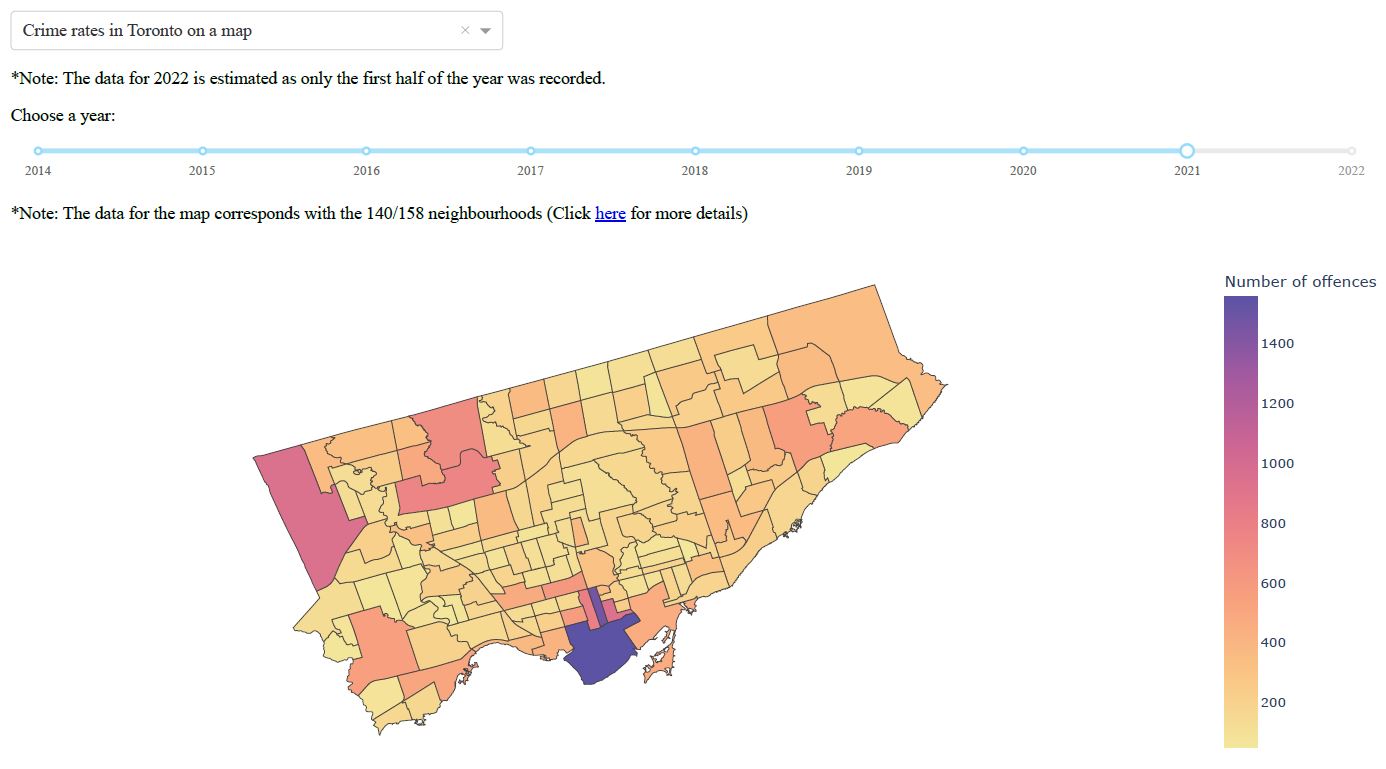 Crime rates in Toronto on a map
*Note: The data for 2022 is estimated as only the first half of the year was recorded.
Choose a year:
2014 2015 2016 2017 2018 2019 2020 2021 2022
*Note: The data for the map corresponds with the 140/158 neighbourhoods (Click here for more details)
Number of offences
1400
1200
1000
800
600
400
200